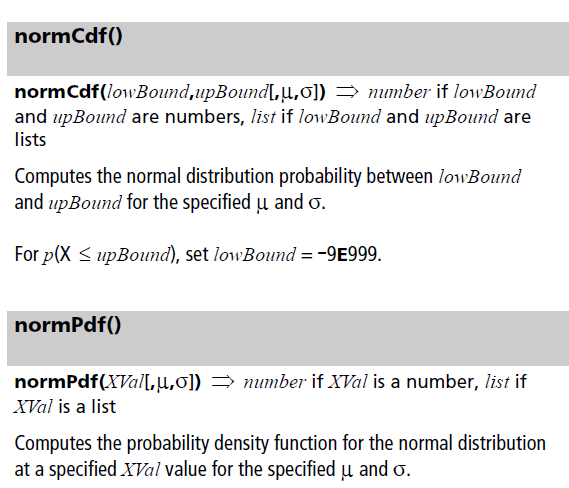 normCdf()
normCdf(lowBound,upBound[,μ,σ]) ⇒ number if lowBound
and upBound are numbers, list if lowBound and upBound are
lists
Computes the normal distribution probability between lowBound
and upBound for the specified μ and σ.
For p(X ≤ upBound), set lowBound = −9E999.
normPdf()
normPdf(XVal[,μ,σ]) ⇒ number if XVal is a number, list if
XVal is a list
Computes the probability density function for the normal distribution
at a specified XVal value for the specified μ and σ.